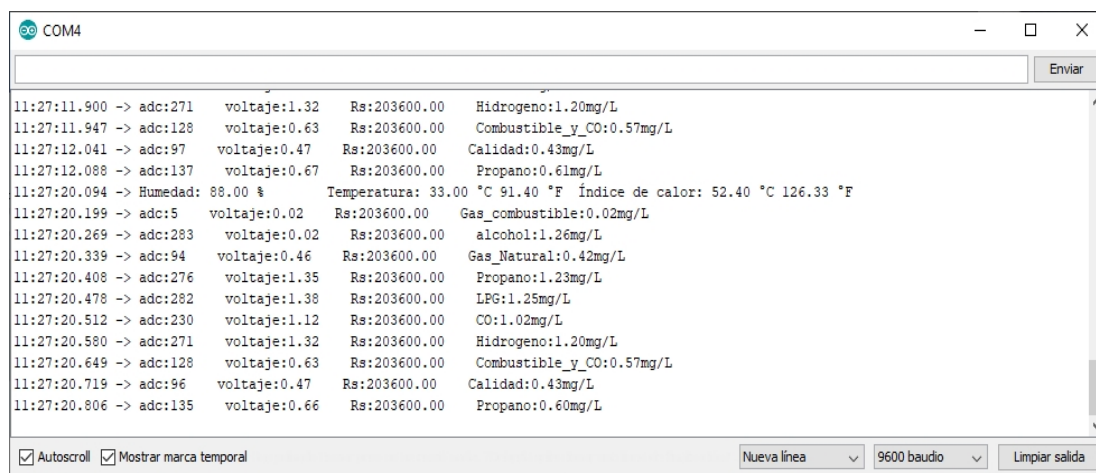 COM4
Enviar
11:27:11.900 -> adc:271 voltaje:1.32 Rs:203600.00 Hidrogeno:1.20mg/L
11:27:11.947 -> adc:128 voltaje:0.63 Rs:203600.00 Combustible_y_CO:0.57mg/L
11:27:12.041 -> adc:97 voltaje:0.47 Rs:203600.00 Calidad:0.43mg/L
11:27:12.088 -> adc:137 voltaje:0.67 Rs:203600.00 Propano:0.61mg/L
11:27:20.094 -> Humedad: 88.00 % Temperatura: 33.00 °C 91.40 °F Índice de calor: 52.40 °C 126.33 °F
11:27:20.199 -> adc:5 voltaje:0.02 Rs:203600.00 Gas_combustible:0.02mg/L
11:27:20.269 -> adc:283 voltaje:0.02 Rs:203600.00 alcohol:1.26mg/L
11:27:20.339 -> adc:94 voltaje:0.46 Rs:203600.00 Gas_Natural:0.42mg/L
11:27:20.408 -> adc:276 voltaje:1.35 Rs:203600.00 Propano:1.23mg/L
11:27:20.478 -> adc:282 voltaje:1.38 Rs:203600.00 LPG:1.25mg/L
11:27:20.512 -> adc:230 voltaje:1.12 Rs:203600.00 CO:1.02mg/L
11:27:20.580 -> adc:271 voltaje:1.32 Rs:203600.00 Hidrogeno:1.20mg/L
11:27:20.649 -> adc:128 voltaje:0.63 Rs:203600.00 Combustible_y_CO:0.57mg/L
11:27:20.719 -> adc:96 voltaje:0.47 Rs:203600.00 Calidad:0.43mg/L
11:27:20.806 -> adc:135 voltaje:0.66 Rs:203600.00 Propano:0.60mg/L
Autoscroll Mostrar marca temporal Nueva línea 9600 baudio Limpiar salida